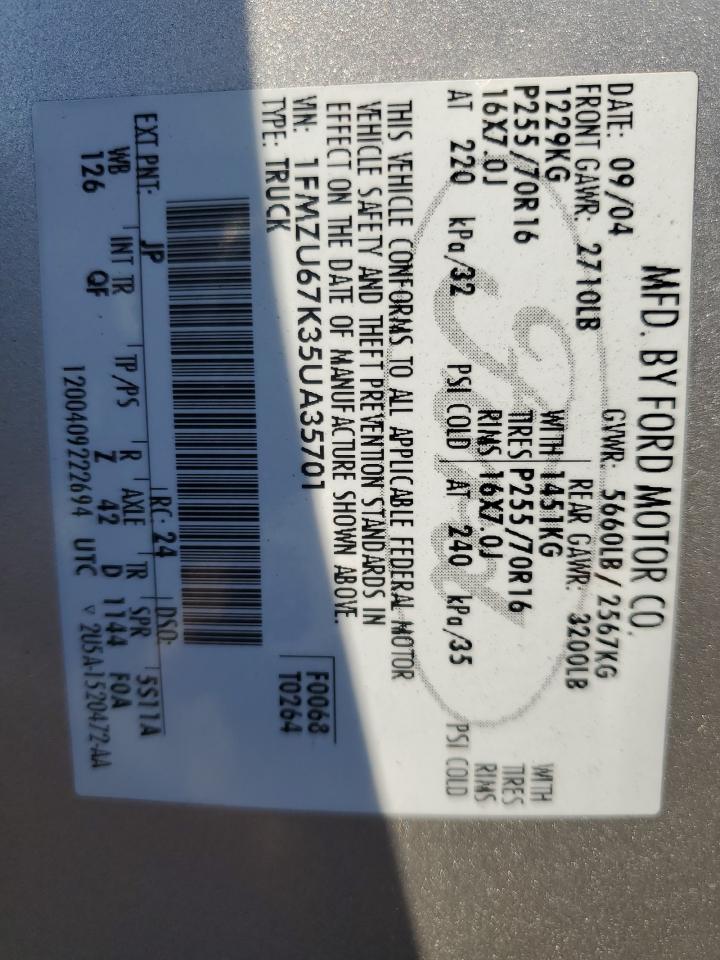 MFD. BY FORD MOTOR CO.
DATE: 09/04 GVWR: 5660LB / 2567KG
FRONT GAWR: 2710LB REAR GAWR: 3200LB
1229KG WITH 1451KG WITH
P255/70R16 TIRES P255/70R16 TIRES
16X7.0J RIMS 16X7.0J RIMS
AT 220 kPa/32 PSI COLD AT 240 kPa/35 PSI COLD
THIS VEHICLE CONFORMS TO ALL APPLICABLE FEDERAL MOTOR
VEHICLE SAFETY AND THEFT PREVENTION STANDARDS IN
EFFECT ON THE DATE OF MANUFACTURE SHOWN ABOVE.
VIN: 1FMZU67K35UA35701 F0068
TYPE: TRUCK T0264
EXT PNT: JP RC: 24 DSO: 5S11A
WB INT TR TP/PS R AXLE TR SPR
126 QF Z 42 D 1144 F0A
1200409222694 UTC ▽ 2U5A-1520472-AA
Ford